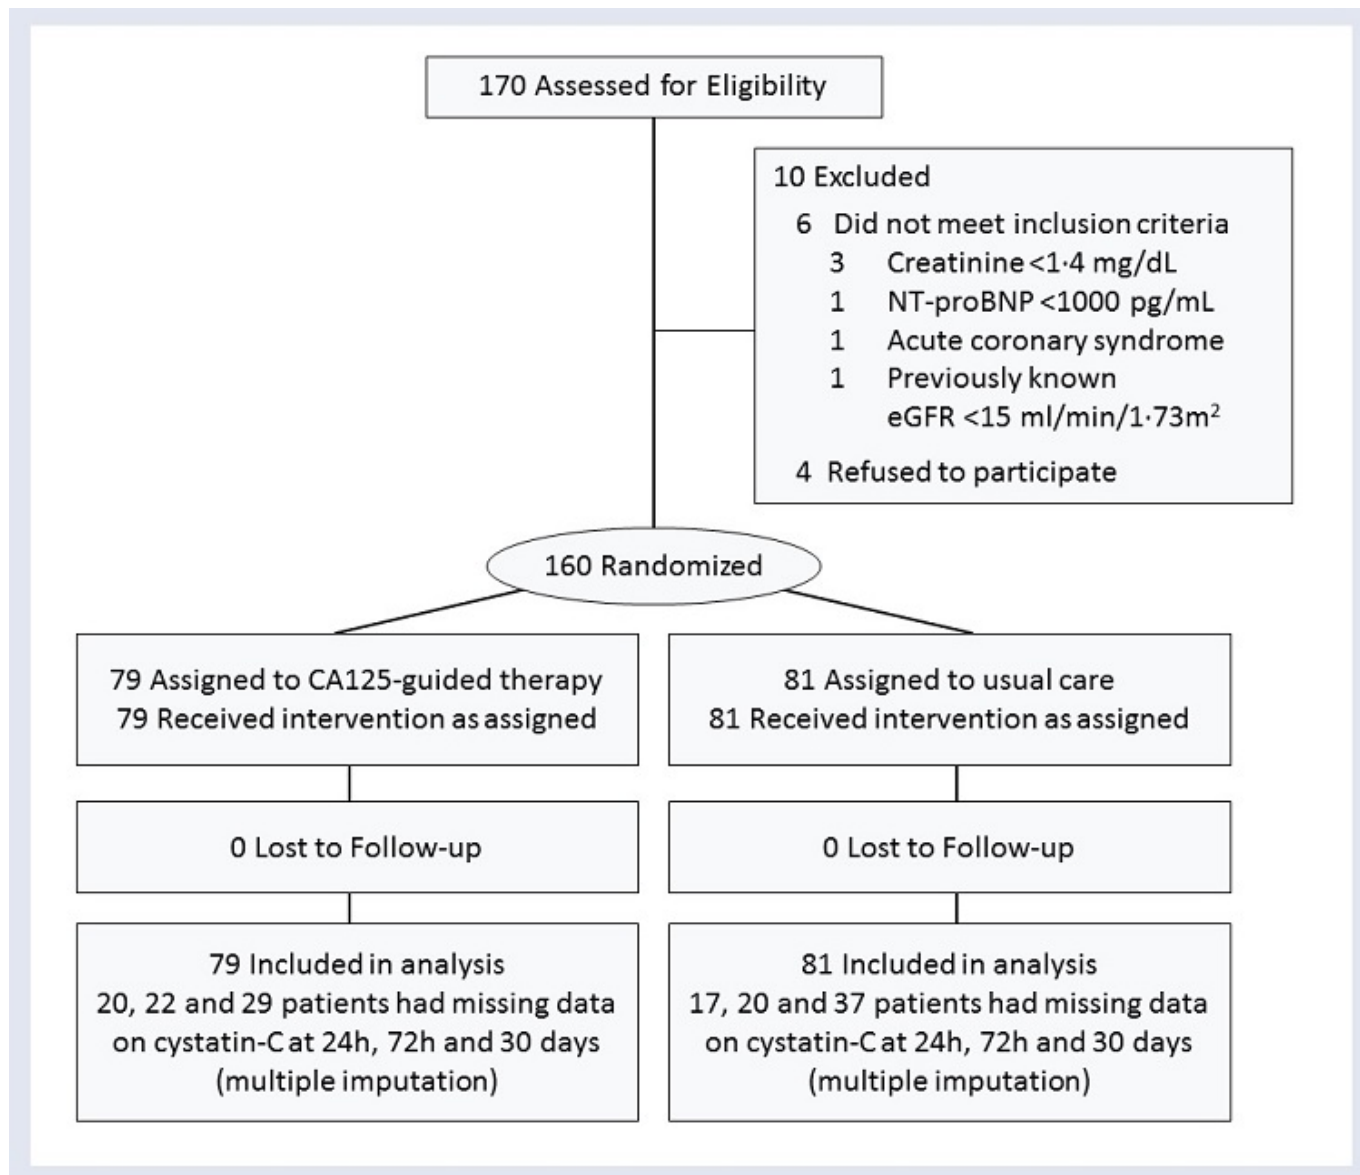 170 Assessed for Eligibility
10 Excluded
6 Did not meet inclusion criteria
3 Creatinine <1·4 mg/dL
1 NT-proBNP <1000 pg/mL
1 Acute coronary syndrome
1 Previously known
eGFR <15 ml/min/1·73m²
4 Refused to participate
160 Randomized
79 Assigned to CA125-guided therapy
79 Received intervention as assigned
81 Assigned to usual care
81 Received intervention as assigned
0 Lost to Follow-up
0 Lost to Follow-up
79 Included in analysis
20, 22 and 29 patients had missing data
on cystatin-C at 24h, 72h and 30 days
(multiple imputation)
81 Included in analysis
17, 20 and 37 patients had missing data
on cystatin-C at 24h, 72h and 30 days
(multiple imputation)